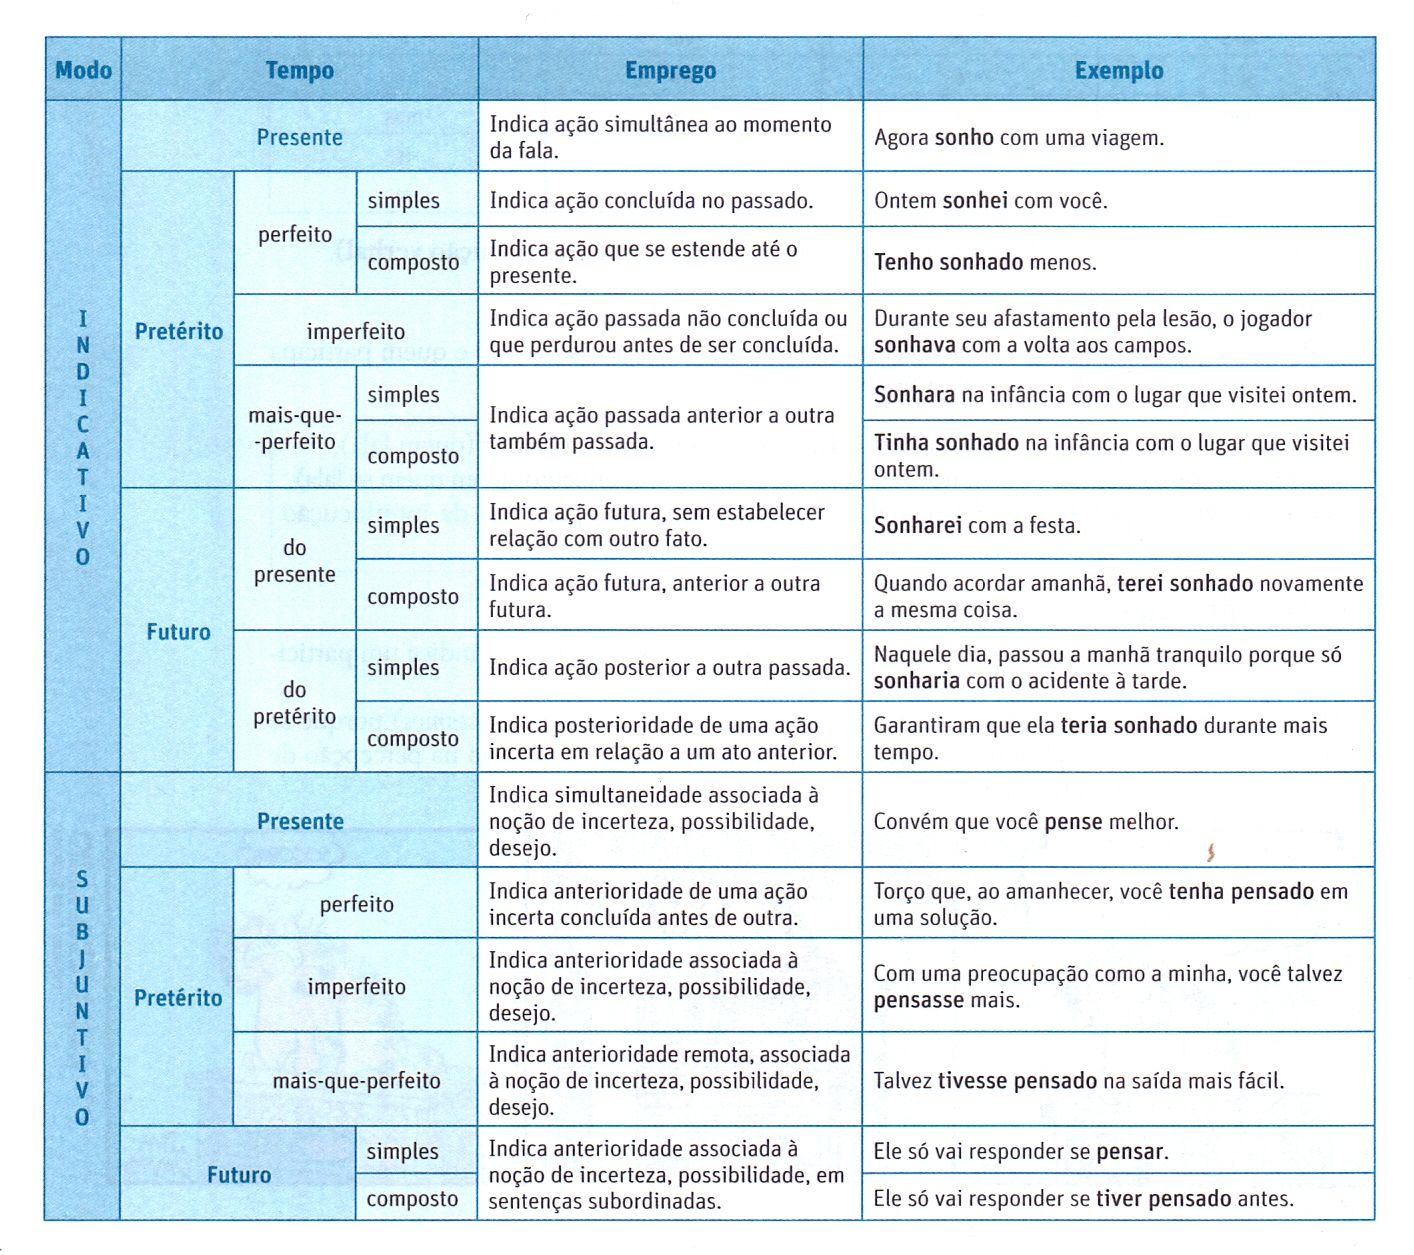 Modo Tempo Emprego Exemplo
INDICATIVO
Presente
Indica ação simultânea ao momento
da fala.
Agora sonho com uma viagem.
Pretérito
perfeito
simples
Indica ação concluída no passado.
Ontem sonhei com você.
composto
Indica ação que se estende até o
presente.
Tenho sonhado menos.
imperfeito
Indica ação passada não concluída ou
que perdurou antes de ser concluída.
Durante seu afastamento pela lesão, o jogador
sonhava com a volta aos campos.
mais-que-
-perfeito
simples
Indica ação passada anterior a outra
também passada.
Sonhara na infância com o lugar que visitei ontem.
composto
Tinha sonhado na infância com o lugar que visitei
ontem.
Futuro
do
presente
simples
Indica ação futura, sem estabelecer
relação com outro fato.
Sonharei com a festa.
composto
Indica ação futura, anterior a outra
futura.
Quando acordar amanhã, terei sonhado novamente
a mesma coisa.
do
pretérito
simples
Indica ação posterior a outra passada.
Naquele dia, passou a manhã tranquilo porque só
sonharia com o acidente à tarde.
composto
Indica posterioridade de uma ação
incerta em relação a um ato anterior.
Garantiram que ela teria sonhado durante mais
tempo.
SUBJUNTIVO
Presente
Indica simultaneidade associada à
noção de incerteza, possibilidade,
desejo.
Convém que você pense melhor.
Pretérito
perfeito
Indica anterioridade de uma ação
incerta concluída antes de outra.
Torço que, ao amanhecer, você tenha pensado em
uma solução.
imperfeito
Indica anterioridade associada à
noção de incerteza, possibilidade,
desejo.
Com uma preocupação como a minha, você talvez
pensasse mais.
mais-que-perfeito
Indica anterioridade remota, associada
à noção de incerteza, possibilidade,
desejo.
Talvez tivesse pensado na saída mais fácil.
Futuro
simples
Indica anterioridade associada à
noção de incerteza, possibilidade, em
sentenças subordinadas.
Ele só vai responder se pensar.
composto
Ele só vai responder se tiver pensado antes.